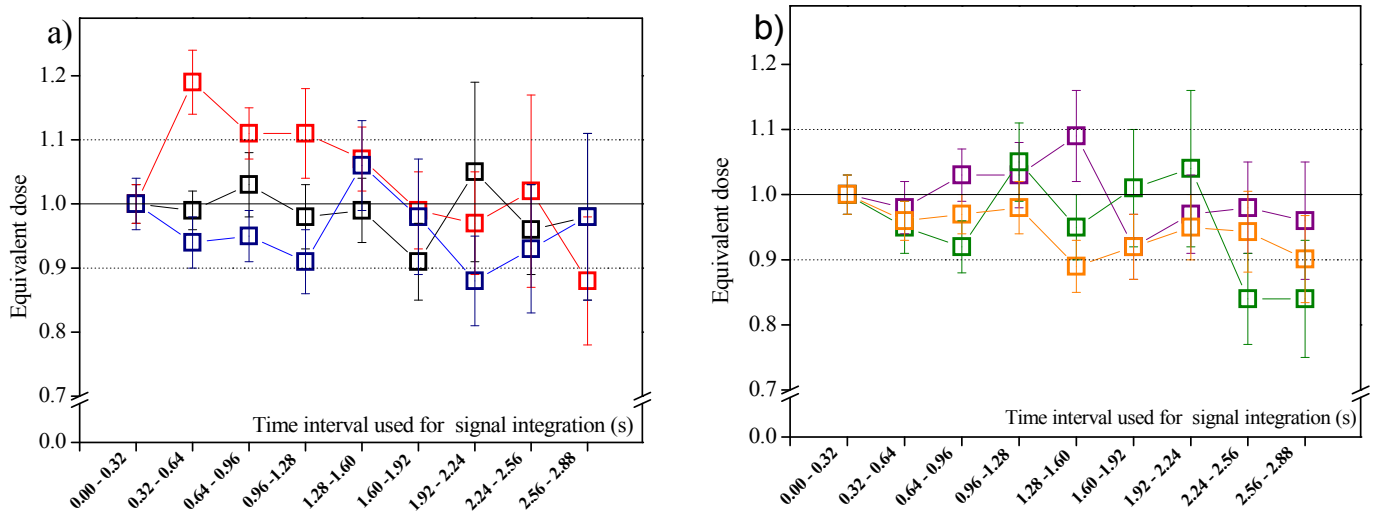 a)
1.2
1.1
1.0
0.9
0.8
0.7
0.0
Equivalent dose
Time interval used for signal integration (s)
0.00 - 0.32
0.32 - 0.64
0.64 - 0.96
0.96 -1.28
1.28 -1.60
1.60 -1.92
1.92 - 2.24
2.24 - 2.56
2.56 - 2.88
b)
1.2
1.1
1.0
0.9
0.8
0.7
0.0
Equivalent dose
Time interval used for signal integration (s)
0.00 - 0.32
0.32 - 0.64
0.64 - 0.96
0.96 -1.28
1.28 -1.60
1.60 -1.92
1.92 - 2.24
2.24 - 2.56
2.56 - 2.88